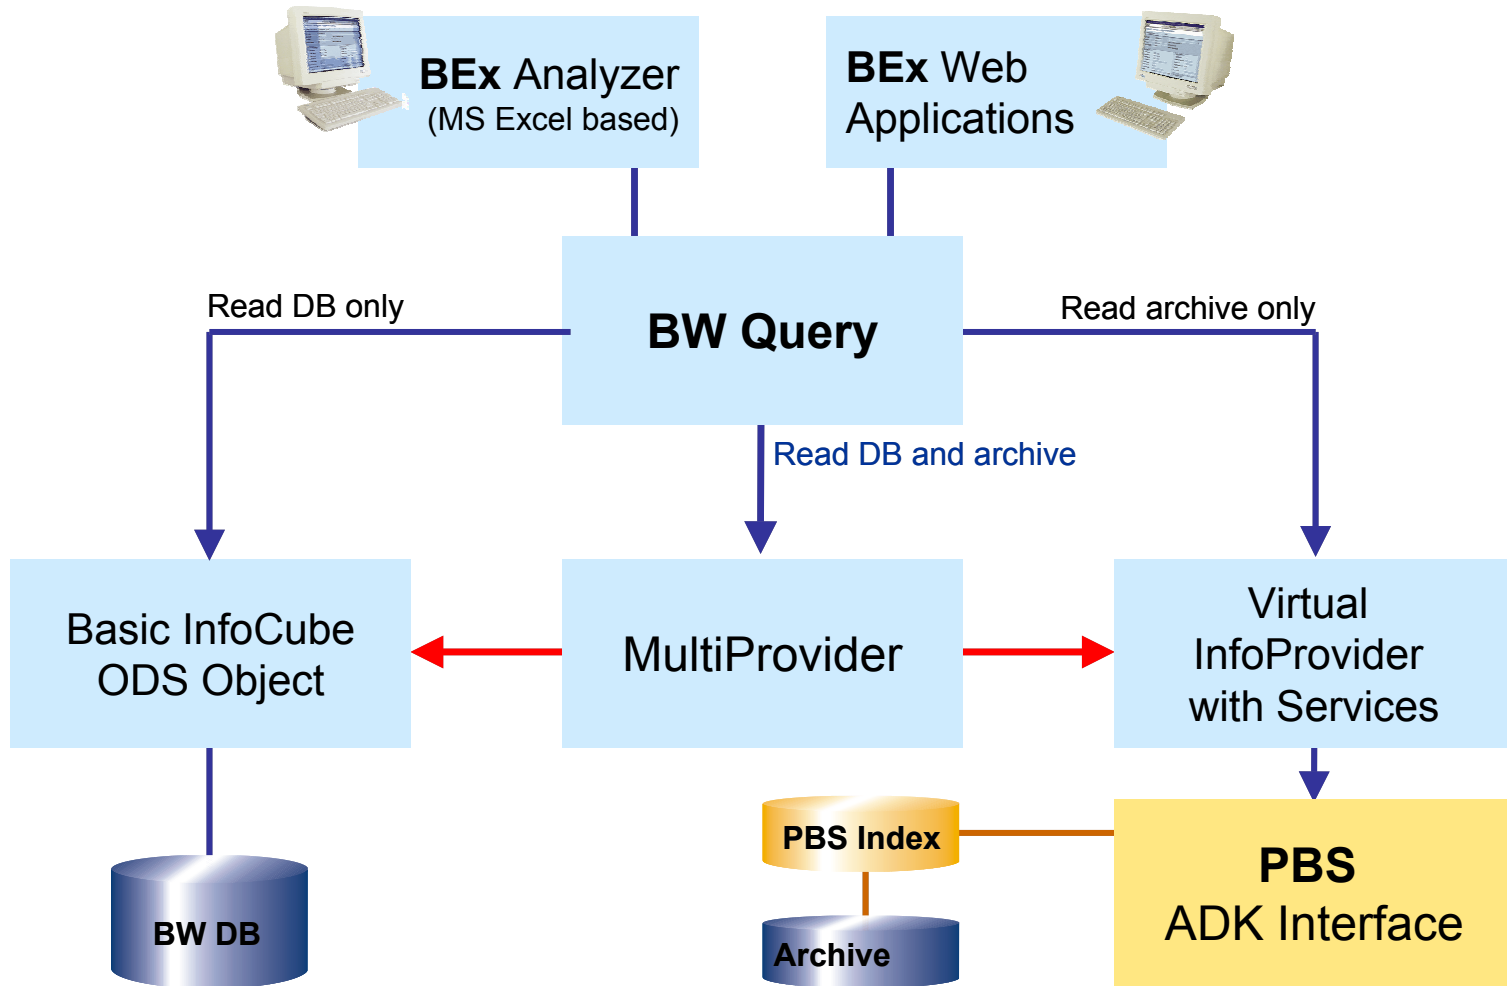 BEx Analyzer
(MS Excel based)
BEx Web
Applications
Read DB only
BW Query
Read archive only
Read DB and archive
Basic InfoCube
ODS Object
MultiProvider
Virtual
InfoProvider
with Services
PBS Index
PBS
ADK Interface
BW DB
Archive